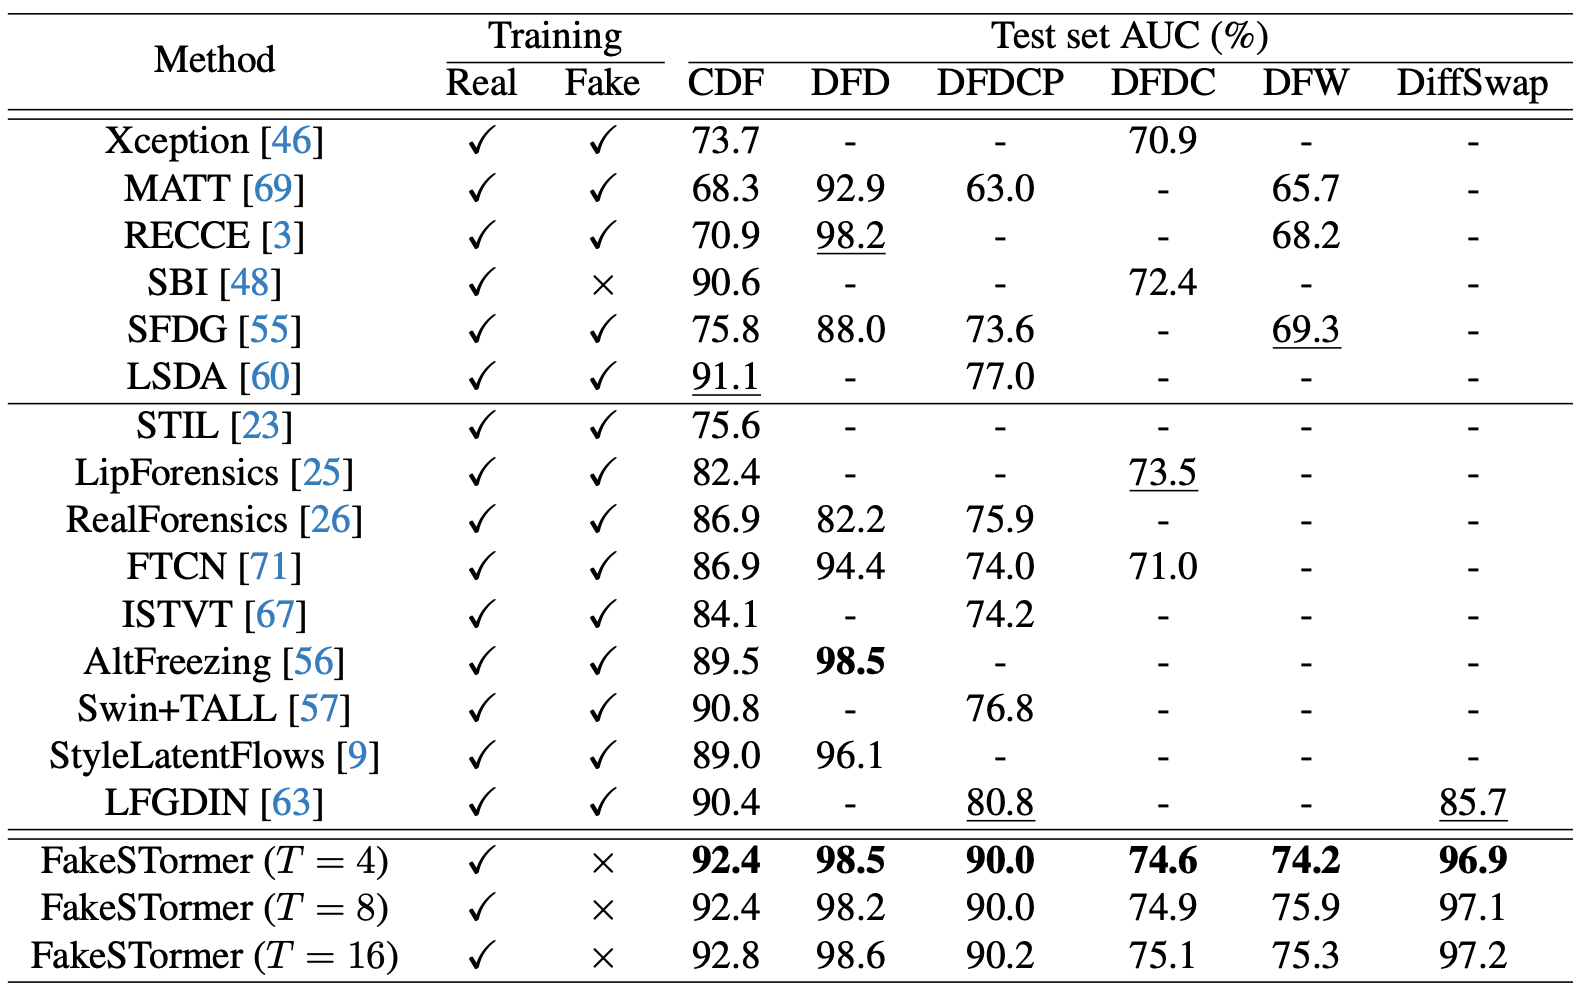 Method Training Test set AUC (%)
Real Fake CDF DFD DFDCP DFDC DFW DiffSwap
Xception [46] ✓ ✓ 73.7 - - 70.9 - -
MATT [69] ✓ ✓ 68.3 92.9 63.0 - 65.7 -
RECCE [3] ✓ ✓ 70.9 98.2 - - 68.2 -
SBI [48] ✓ × 90.6 - - 72.4 - -
SFDG [55] ✓ ✓ 75.8 88.0 73.6 - 69.3 -
LSDA [60] ✓ ✓ 91.1 - 77.0 - - -
STIL [23] ✓ ✓ 75.6 - - - - -
LipForensics [25] ✓ ✓ 82.4 - - 73.5 - -
RealForensics [26] ✓ ✓ 86.9 82.2 75.9 - - -
FTCN [71] ✓ ✓ 86.9 94.4 74.0 71.0 - -
ISTVT [67] ✓ ✓ 84.1 - 74.2 - - -
AltFreezing [56] ✓ ✓ 89.5 98.5 - - - -
Swin+TALL [57] ✓ ✓ 90.8 - 76.8 - - -
StyleLatentFlows [9] ✓ ✓ 89.0 96.1 - - - -
LFGDIN [63] ✓ ✓ 90.4 - 80.8 - - 85.7
FakeSTormer (T = 4) ✓ × 92.4 98.5 90.0 74.6 74.2 96.9
FakeSTormer (T = 8) ✓ × 92.4 98.2 90.0 74.9 75.9 97.1
FakeSTormer (T = 16) ✓ × 92.8 98.6 90.2 75.1 75.3 97.2